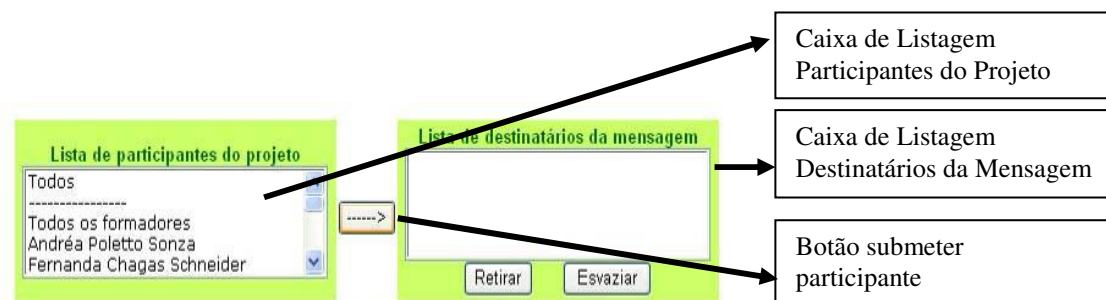 Caixa de Listagem
Participantes do Projeto
Lista de participantes do projeto
Todos
----------------
Todos os formadores
Andréa Poletto Sonza
Fernanda Chagas Schneider
------>
Lista de destinatários da mensagem
Retirar
Esvaziar
Caixa de Listagem
Destinatários da Mensagem
Botão submeter
participante